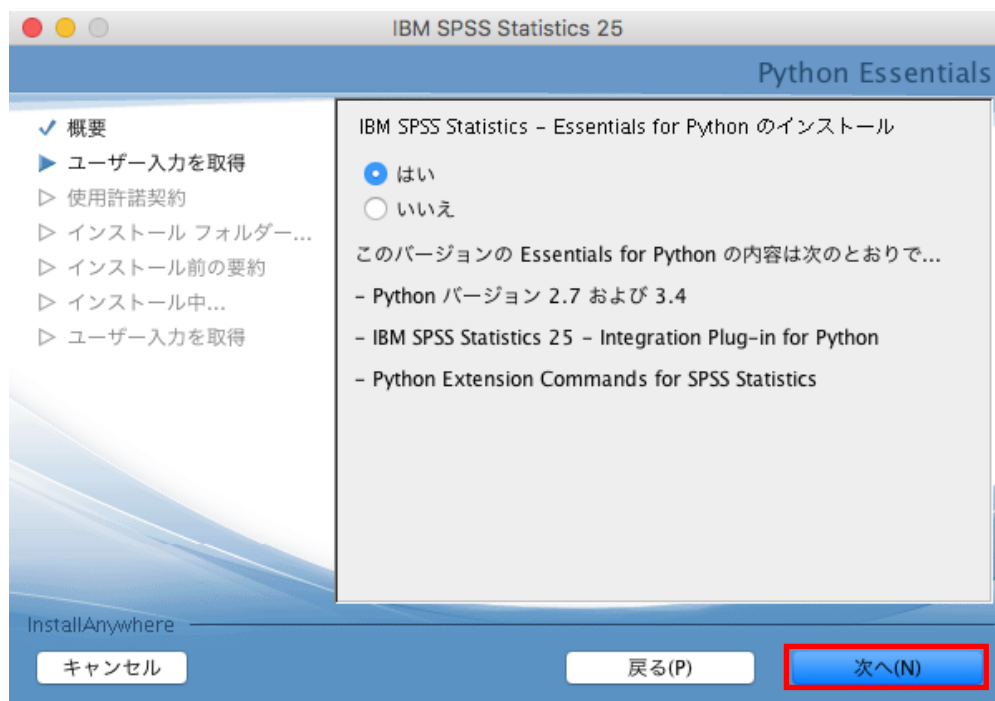 IBM SPSS Statistics 25
Python Essentials
概要
ユーザー入力を取得
使用許諾契約
インストール フォルダー...
インストール前の要約
インストール中...
ユーザー入力を取得
IBM SPSS Statistics – Essentials for Python のインストール
はい
いいえ
このバージョンの Essentials for Python の内容は次のとおりで...
– Python バージョン 2.7 および 3.4
– IBM SPSS Statistics 25 – Integration Plug-in for Python
– Python Extension Commands for SPSS Statistics
InstallAnywhere
キャンセル
戻る(P)
次へ(N)